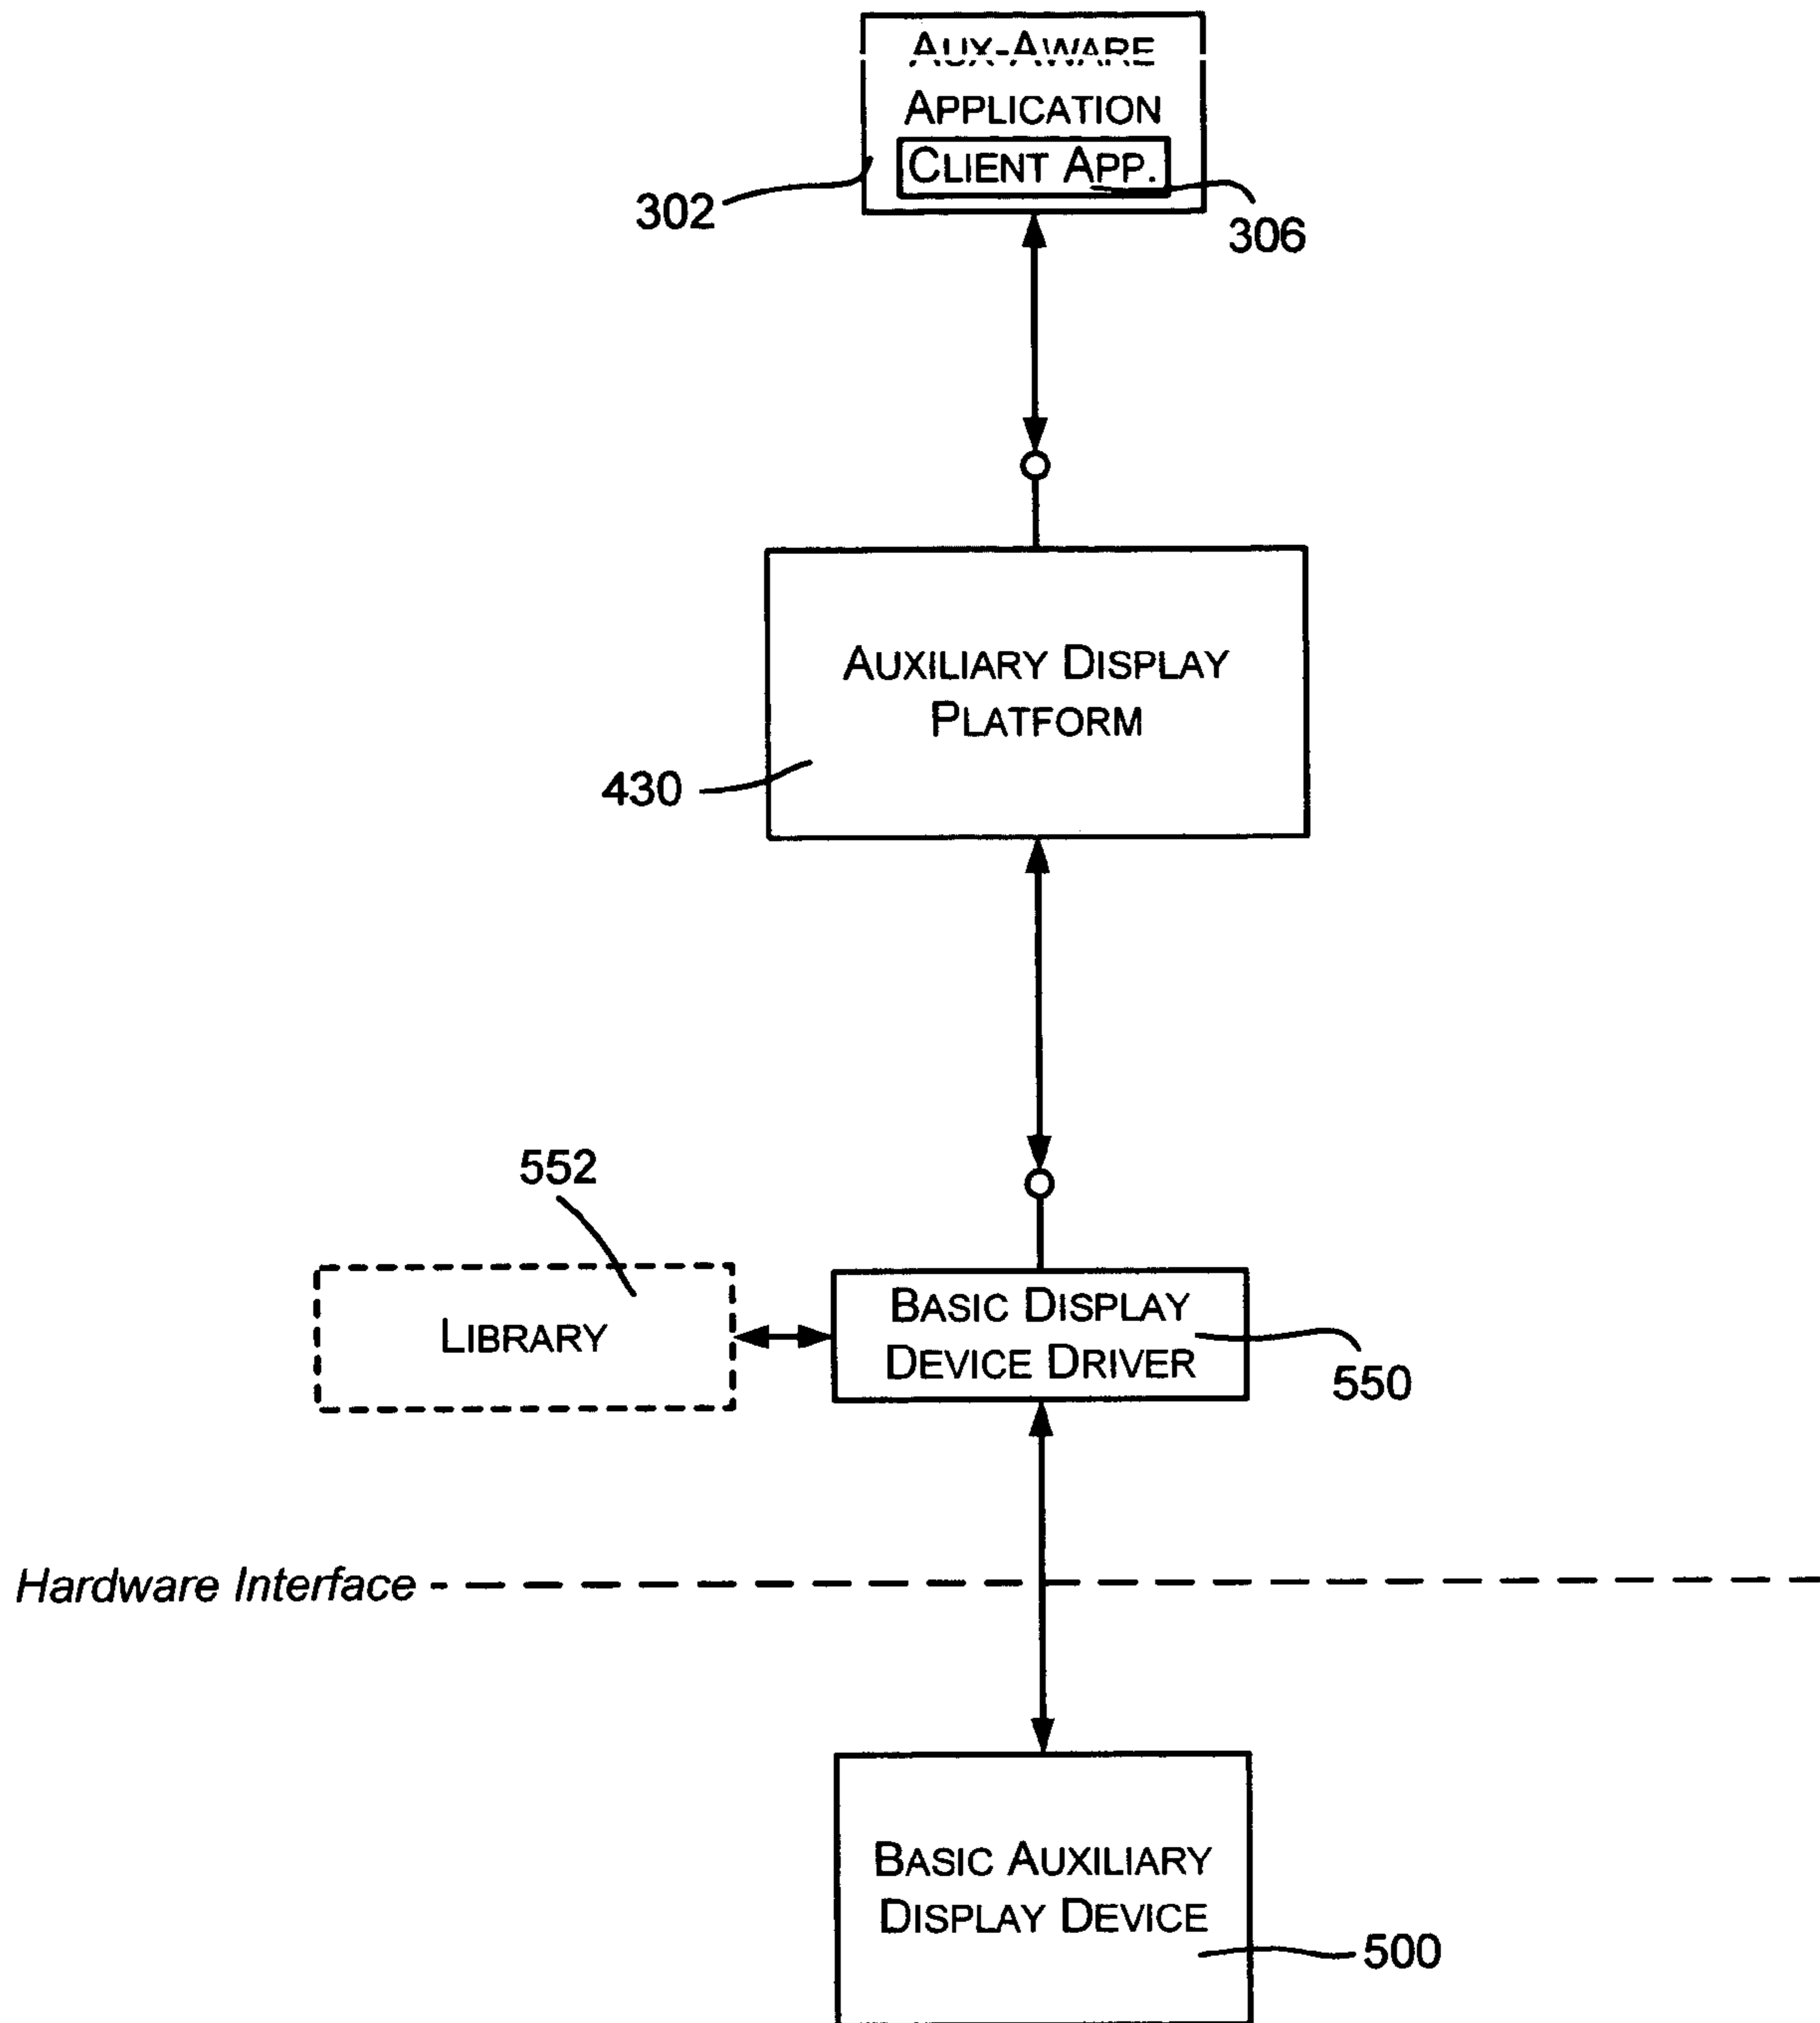 AUX-AWARE
APPLICATION
CLIENT APP.
302
306
AUXILIARY DISPLAY
PLATFORM
430
552
LIBRARY
BASIC DISPLAY
DEVICE DRIVER
550
Hardware Interface
BASIC AUXILIARY
DISPLAY DEVICE
500